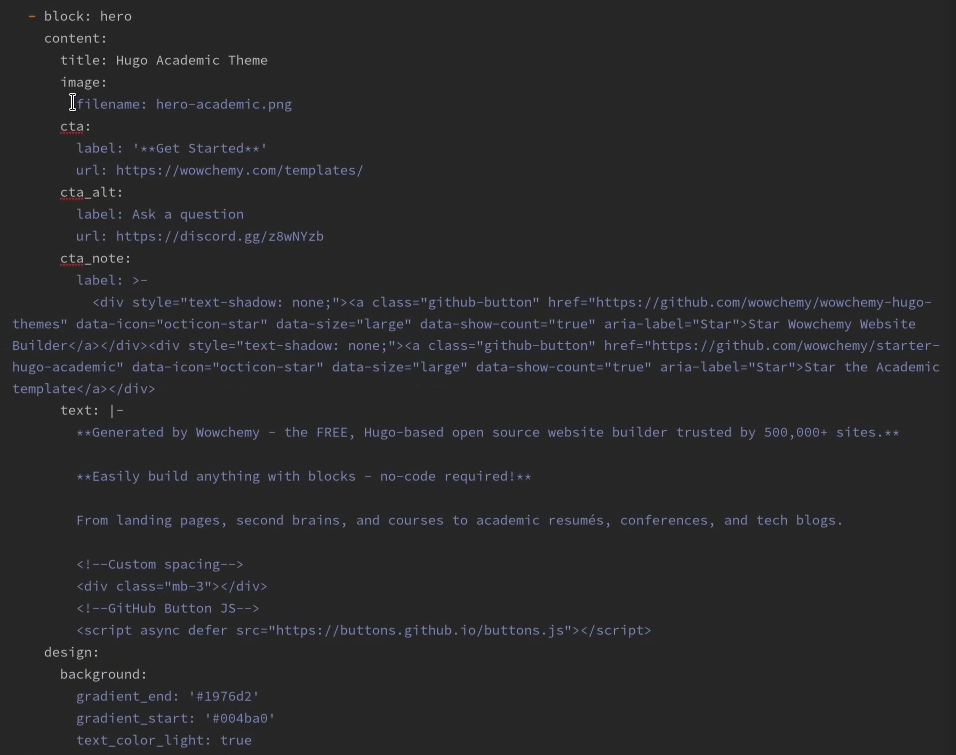 - block: hero
content:
title: Hugo Academic Theme
image:
filename: hero-academic.png
cta:
label: '**Get Started**'
url: https://wowchemy.com/templates/
cta_alt:
label: Ask a question
url: https://discord.gg/z8wNYzb
cta_note:
label: >-
<div style="text-shadow: none;"><a class="github-button" href="https://github.com/wowchemy/wowchemy-hugo-
themes" data-icon="octicon-star" data-size="large" data-show-count="true" aria-label="Star">Star Wowchemy Website
Builder</a></div><div style="text-shadow: none;"><a class="github-button" href="https://github.com/wowchemy/starter-
hugo-academic" data-icon="octicon-star" data-size="large" data-show-count="true" aria-label="Star">Star the Academic
template</a></div>
text: |-
**Generated by Wowchemy - the FREE, Hugo-based open source website builder trusted by 500,000+ sites.**
**Easily build anything with blocks - no-code required!**
From landing pages, second brains, and courses to academic resumés, conferences, and tech blogs.
<!--Custom spacing-->
<div class="mb-3"></div>
<!--GitHub Button JS-->
<script async defer src="https://buttons.github.io/buttons.js"></script>
design:
background:
gradient_end: '#1976d2'
gradient_start: '#004ba0'
text_color_light: true